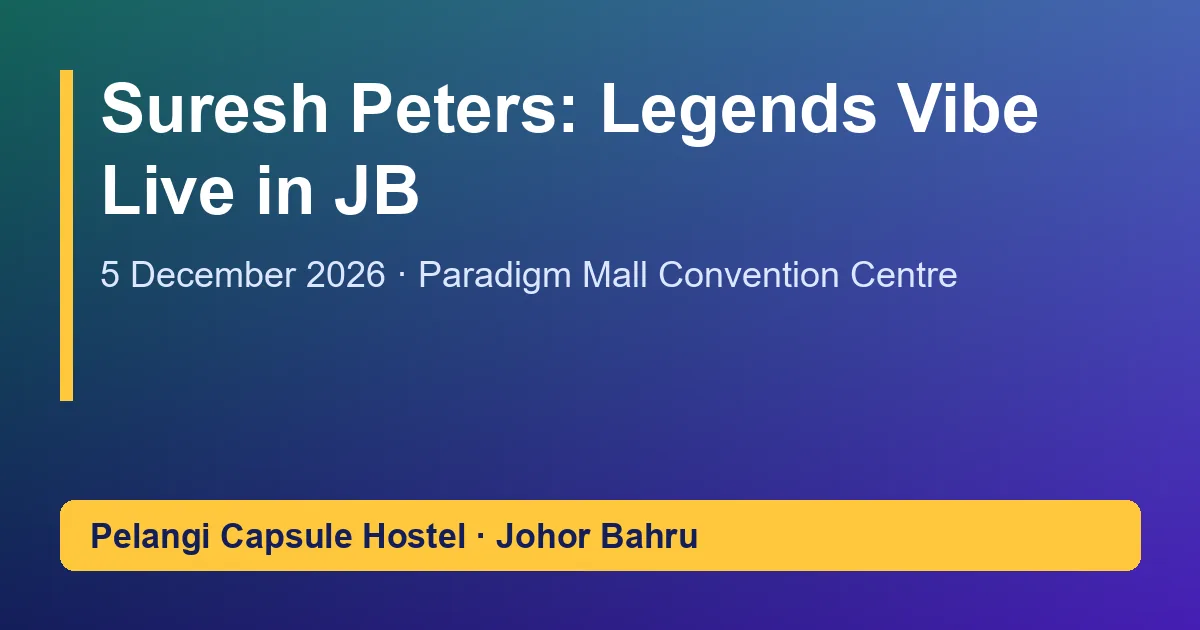 Suresh Peters: Legends Vibe
Live in JB
5 December 2026 · Paradigm Mall Convention Centre
Pelangi Capsule Hostel · Johor Bahru